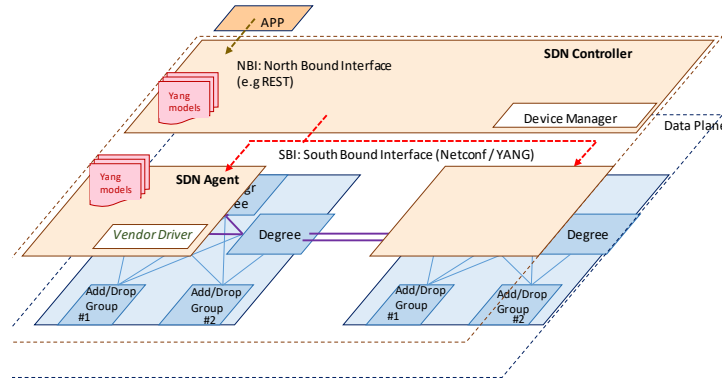 APP
SDN Controller
NBI: North Bound Interface
(e.g REST)
Yang
models
Device Manager
Data Plane
SBI: South Bound Interface (Netconf / YANG)
SDN Agent
Yang
models
Vendor Driver
Degree
Degree
Add/Drop
Group
#1
Add/Drop
Group
#2
Add/Drop
Group
#1
Add/Drop
Group
#2